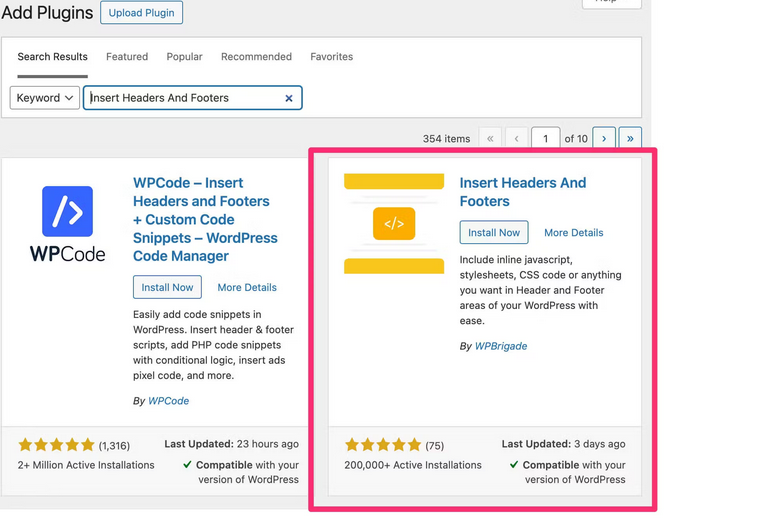 Add Plugins
Upload Plugin
Search Results
Featured
Popular
Recommended
Favorites
Keyword
Insert Headers And Footers
354 items
«
‹
1
of 10
›
»
WPCode – Insert
Headers and Footers
+ Custom Code
Snippets – WordPress
Code Manager
</>
WPCode
Install Now
More Details
Easily add code snippets in
WordPress. Insert header & footer
scripts, add PHP code snippets
with conditional logic, insert ads
pixel code, and more.
By WPCode
(1,316)
Last Updated: 23 hours ago
2+ Million Active Installations
Compatible with your
version of WordPress
Insert Headers And
Footers
</>
Install Now
More Details
Include inline javascript,
stylesheets, CSS code or anything
you want in Header and Footer
areas of your WordPress with
ease.
By WPBrigade
(75)
Last Updated: 3 days ago
200,000+ Active Installations
Compatible with your
version of WordPress